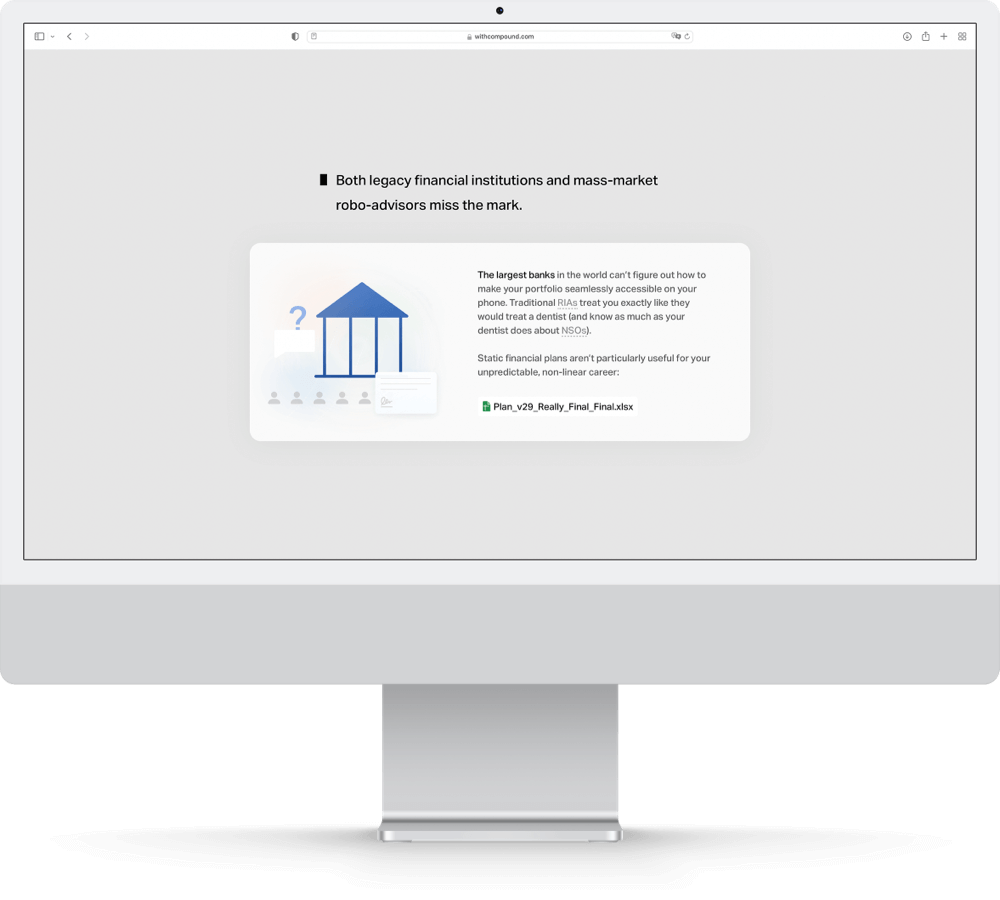 withcompound.com
Both legacy financial institutions and mass-market
robo-advisors miss the mark.
The largest banks in the world can't figure out how to
make your portfolio seamlessly accessible on your
phone. Traditional RIAs treat you exactly like they
would treat a dentist (and know as much as your
dentist does about NSOs).
Static financial plans aren't particularly useful for your
unpredictable, non-linear career:
Plan_v29_Really_Final_Final.xlsx